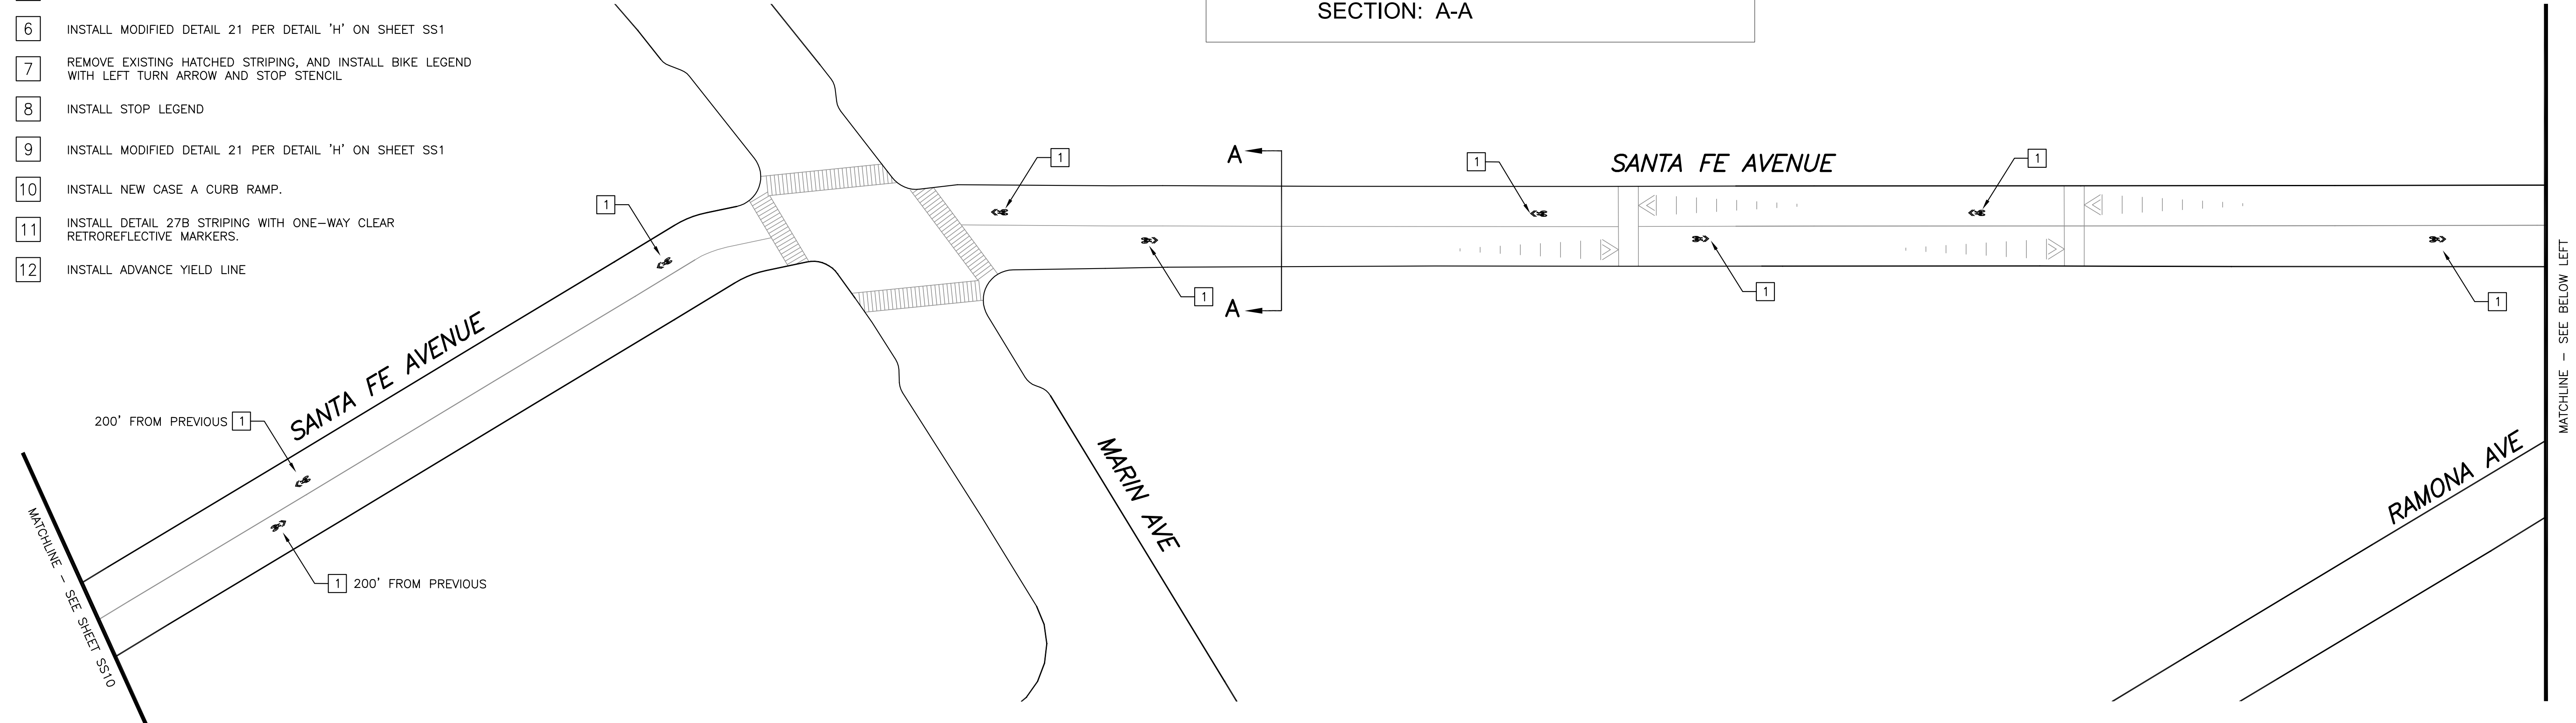 SECTION: A-A
6 INSTALL MODIFIED DETAIL 21 PER DETAIL 'H' ON SHEET SS1
7 REMOVE EXISTING HATCHED STRIPING, AND INSTALL BIKE LEGEND
WITH LEFT TURN ARROW AND STOP STENCIL
8 INSTALL STOP LEGEND
9 INSTALL MODIFIED DETAIL 21 PER DETAIL 'H' ON SHEET SS1
10 INSTALL NEW CASE A CURB RAMP.
11 INSTALL DETAIL 27B STRIPING WITH ONE-WAY CLEAR
RETROREFLECTIVE MARKERS.
12 INSTALL ADVANCE YIELD LINE
1
1
A
1
SANTA FE AVENUE
1
1
A
1
1
1
SANTA FE AVENUE
200' FROM PREVIOUS 1
1 200' FROM PREVIOUS
MARIN AVE
RAMONA AVE
MATCHLINE - SEE SHEET SS10
MATCHLINE - SEE BELOW LEFT